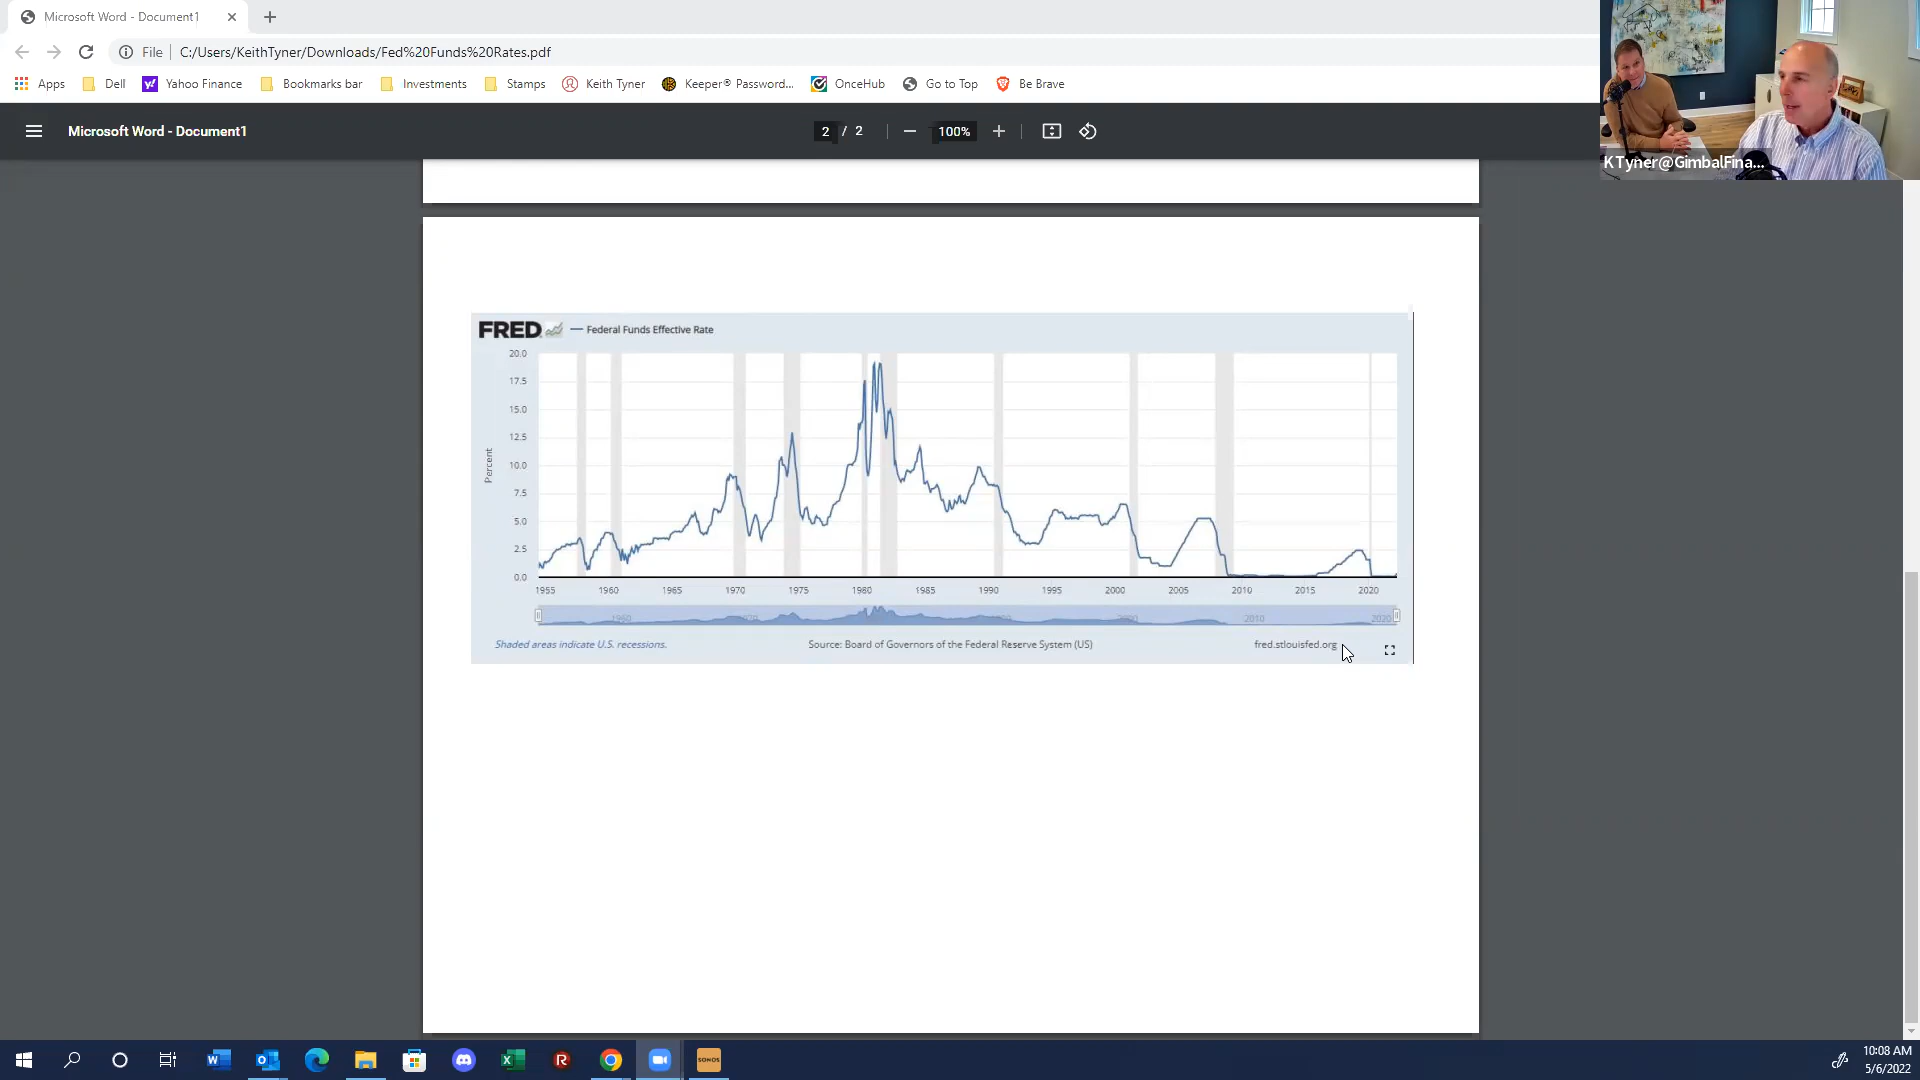 Microsoft Word - Document1
File C:/Users/KeithTyner/Downloads/Fed%20Funds%20Rates.pdf
Apps Dell Yahoo Finance Bookmarks bar Investments Stamps Keith Tyner Keeper® Password... OnceHub Go to Top Be Brave
Microsoft Word - Document1 2 / 2 100%
KTyner@GimbalFina...
FRED Federal Funds Effective Rate
20.0
17.5
15.0
12.5
10.0
7.5
5.0
2.5
0.0
Percent
1955 1960 1965 1970 1975 1980 1985 1990 1995 2000 2005 2010 2015 2020
1960 2000 2010 2020
Shaded areas indicate U.S. recessions. Source: Board of Governors of the Federal Reserve System (US) fred.stlouisfed.org
SONOS
10:08 AM
5/6/2022